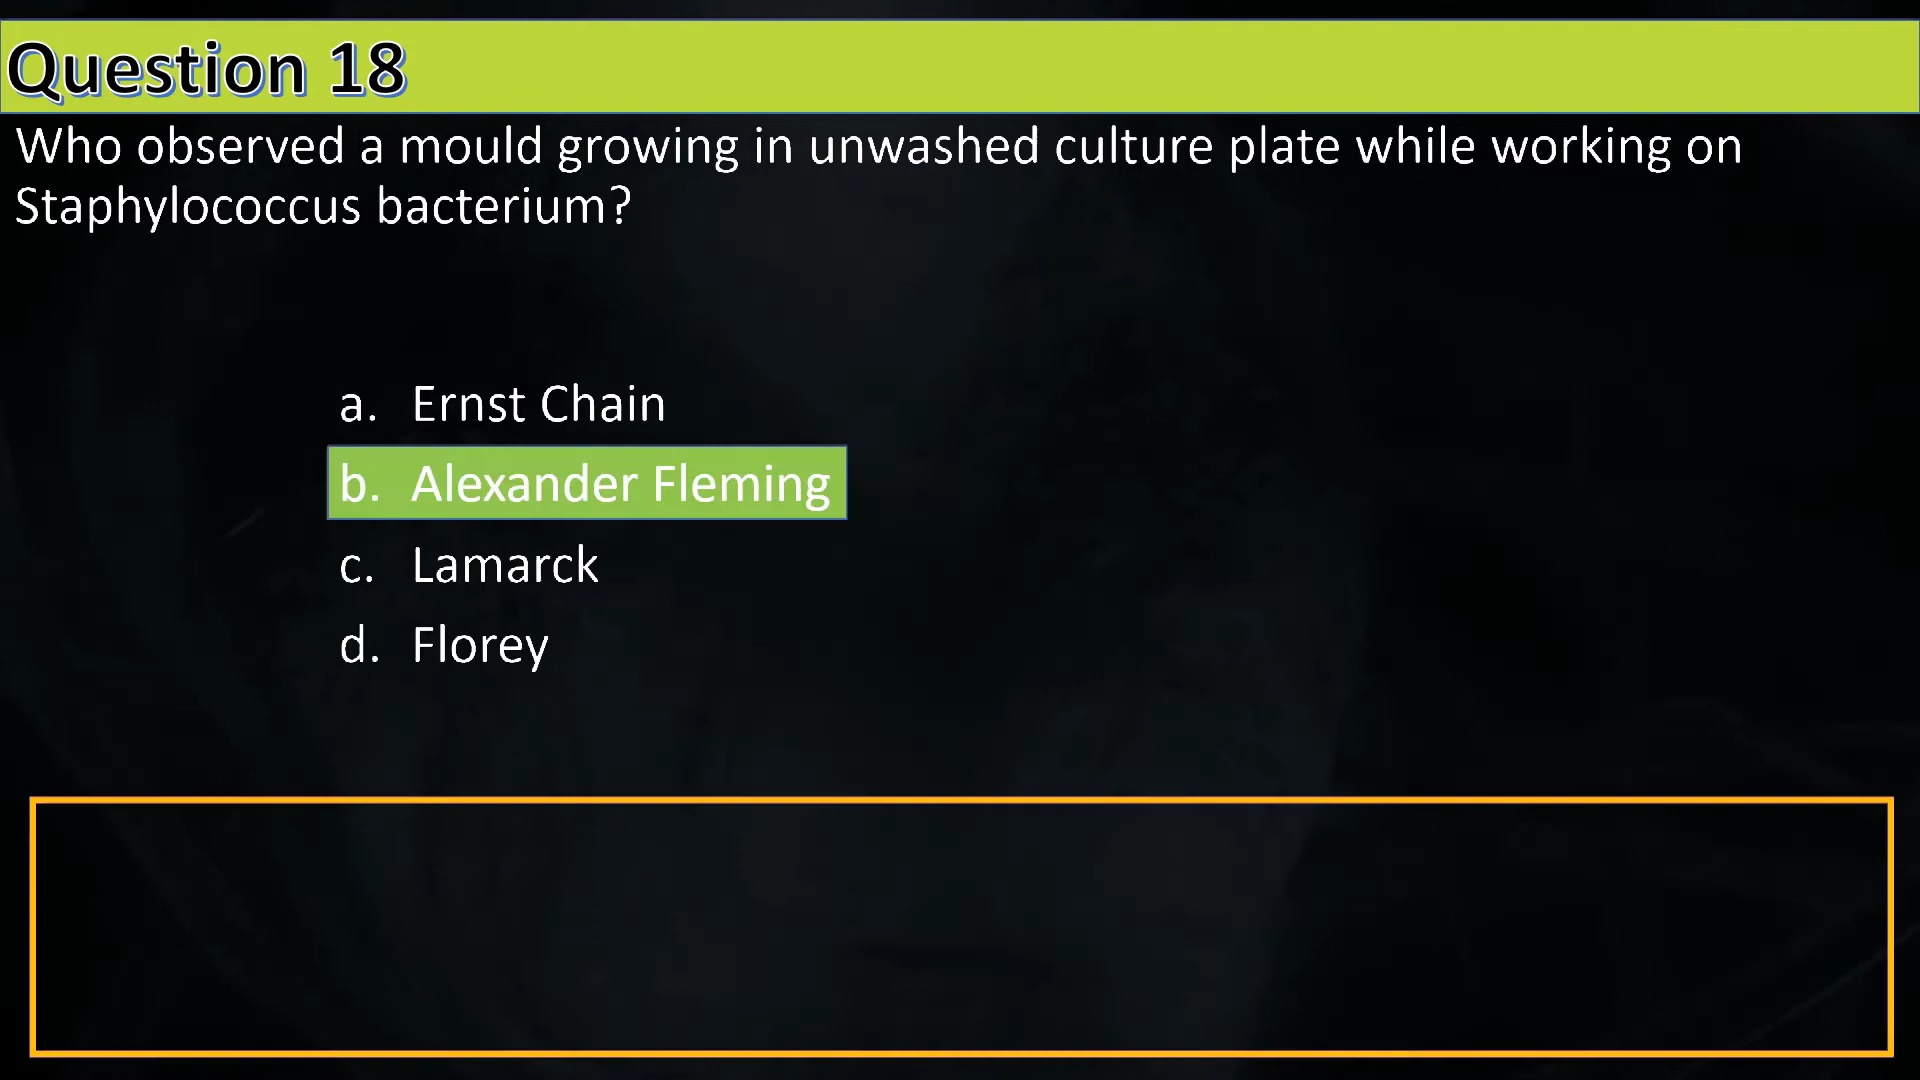 Question 18
Who observed a mould growing in unwashed culture plate while working on
Staphylococcus bacterium?
a. Ernst Chain
b. Alexander Fleming
c. Lamarck
d. Florey